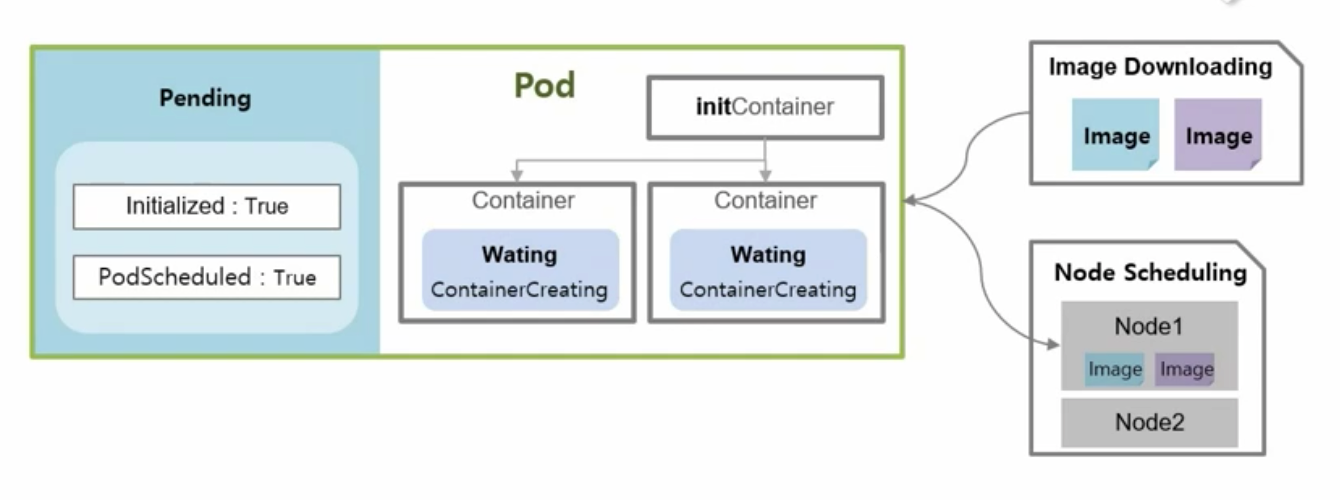 Pending
Initialized : True
PodScheduled : True
Pod
initContainer
Container
Wating
ContainerCreating
Container
Wating
ContainerCreating
Image Downloading
Image
Image
Node Scheduling
Node1
Image
Image
Node2